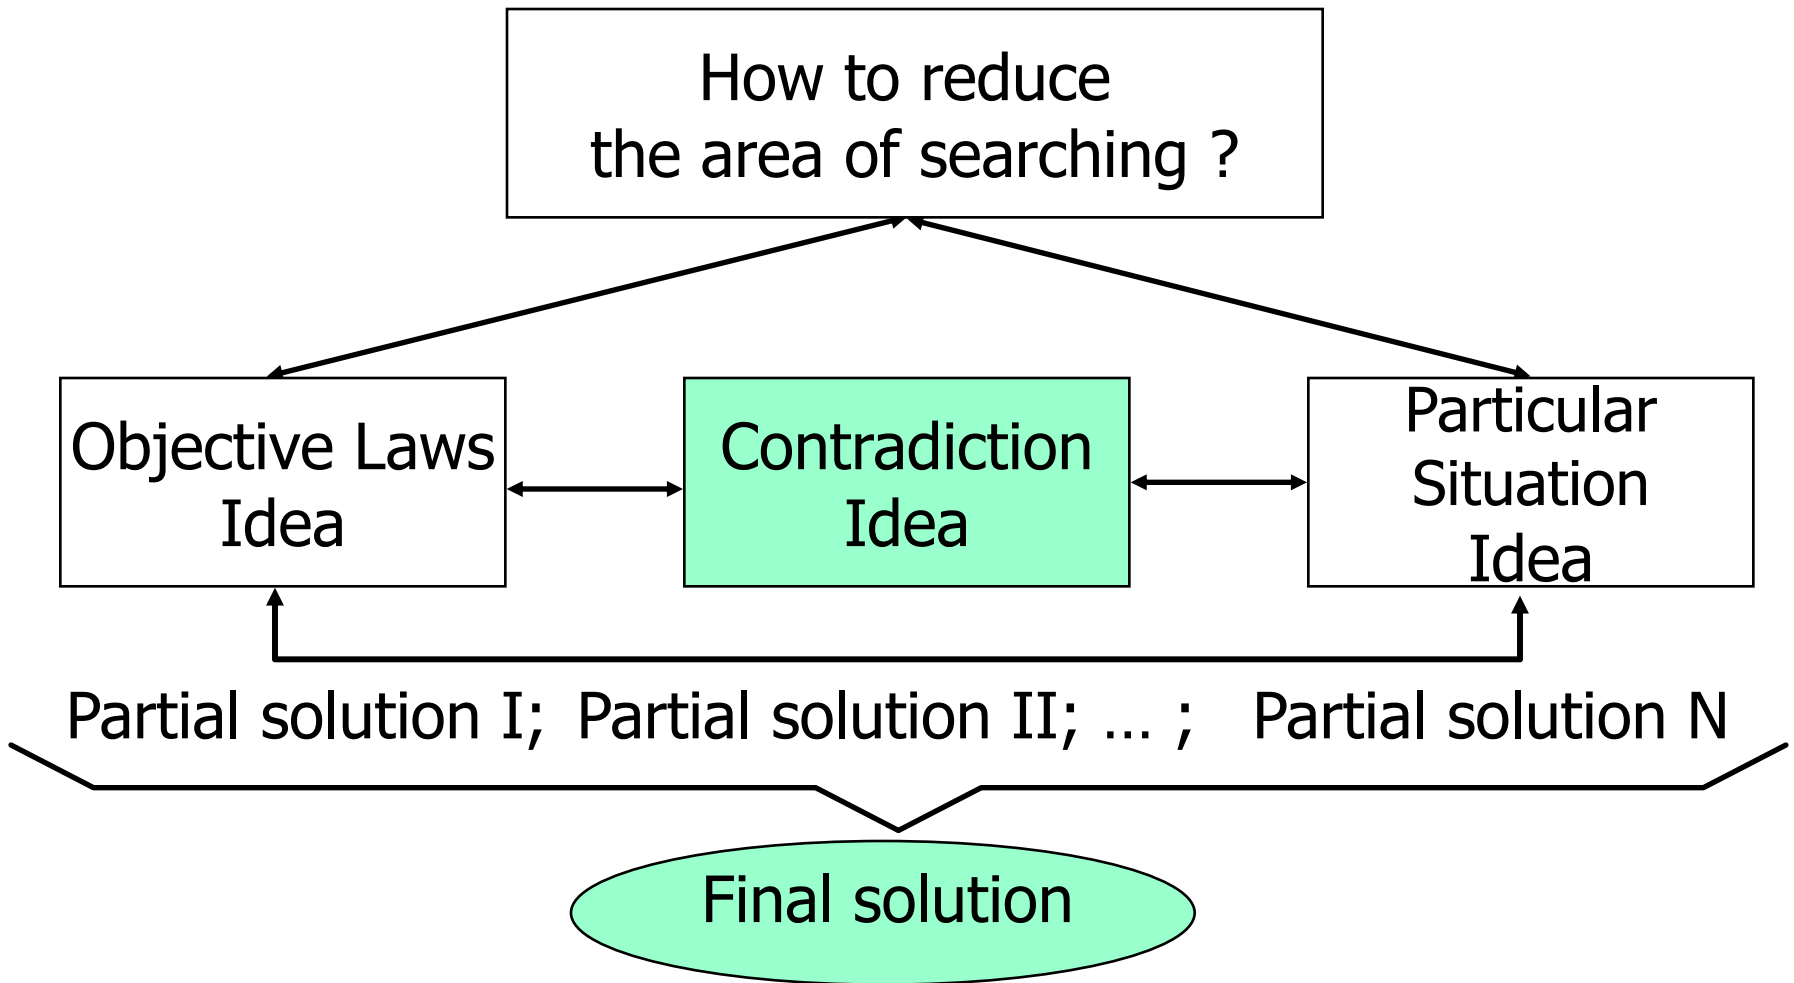 How to reduce
the area of searching ?
Objective Laws
Idea
Contradiction
Idea
Particular
Situation
Idea
Partial solution I; Partial solution II; ... ; Partial solution N
Final solution